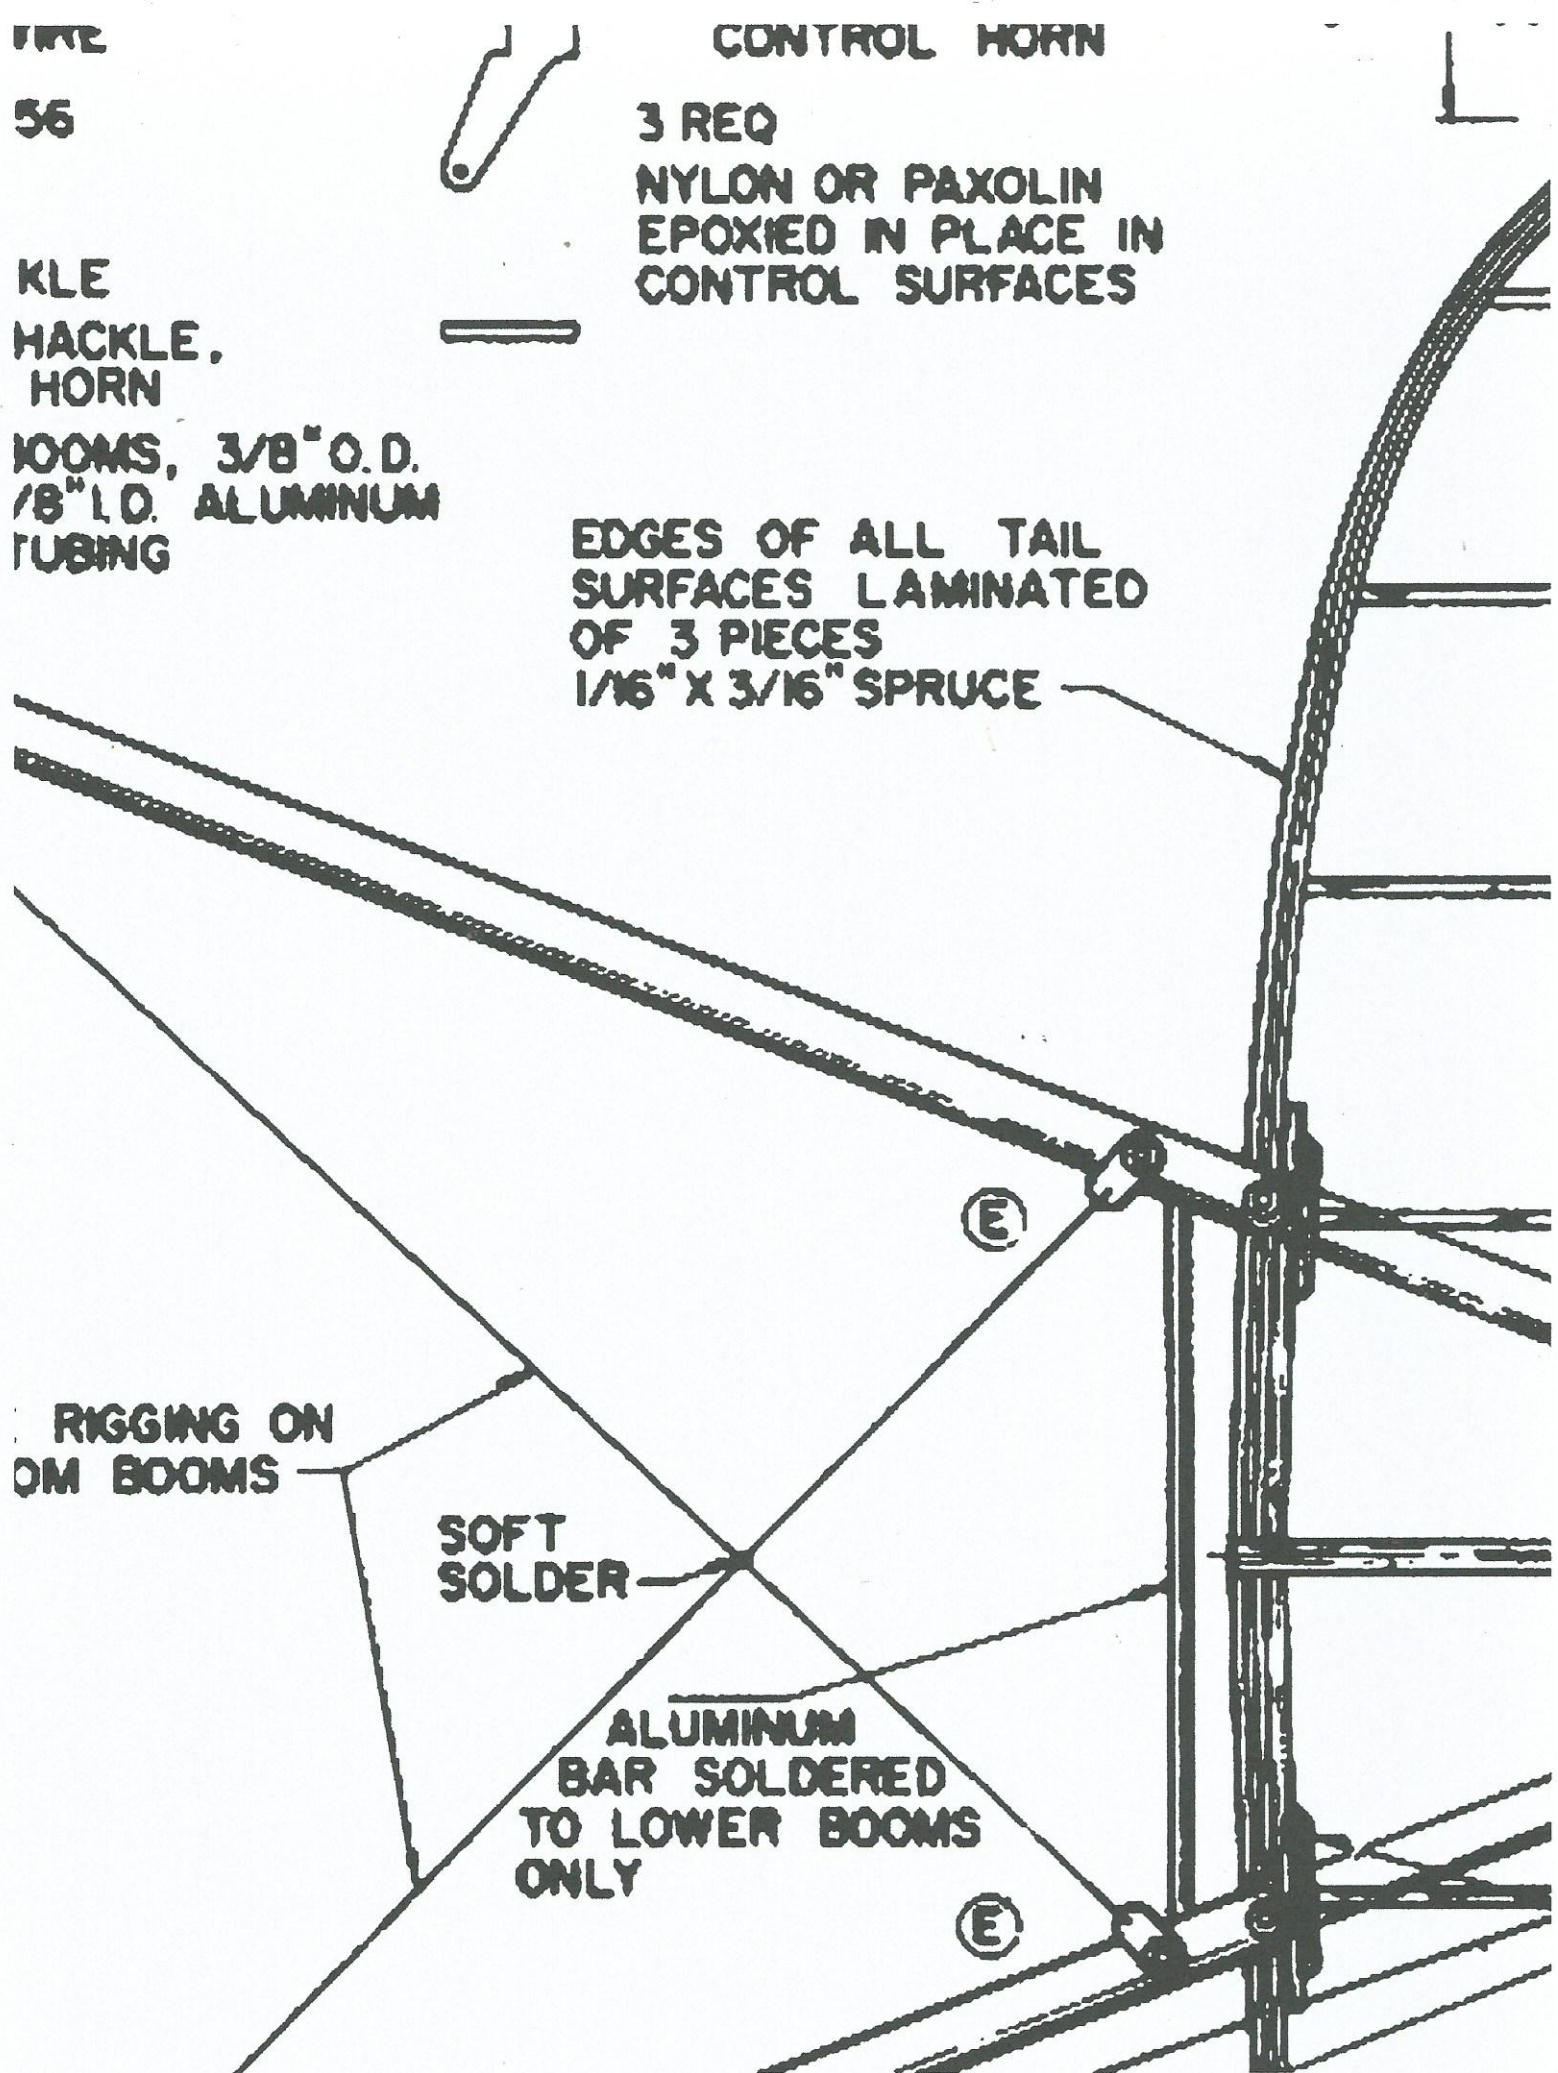 CONTROL HORN
56
3 REQ
NYLON OR PAXOLIN
EPOXIED IN PLACE IN
CONTROL SURFACES
KLE
HACKLE,
HORN
OOMS, 3/8" O.D.
/8" I.D. ALUMINUM
TUBING
EDGES OF ALL TAIL
SURFACES LAMINATED
OF 3 PIECES
1/16" X 3/16" SPRUCE
E
RIGGING ON
OM BOOMS
SOFT
SOLDER
ALUMINUM
BAR SOLDERED
TO LOWER BOOMS
ONLY
E